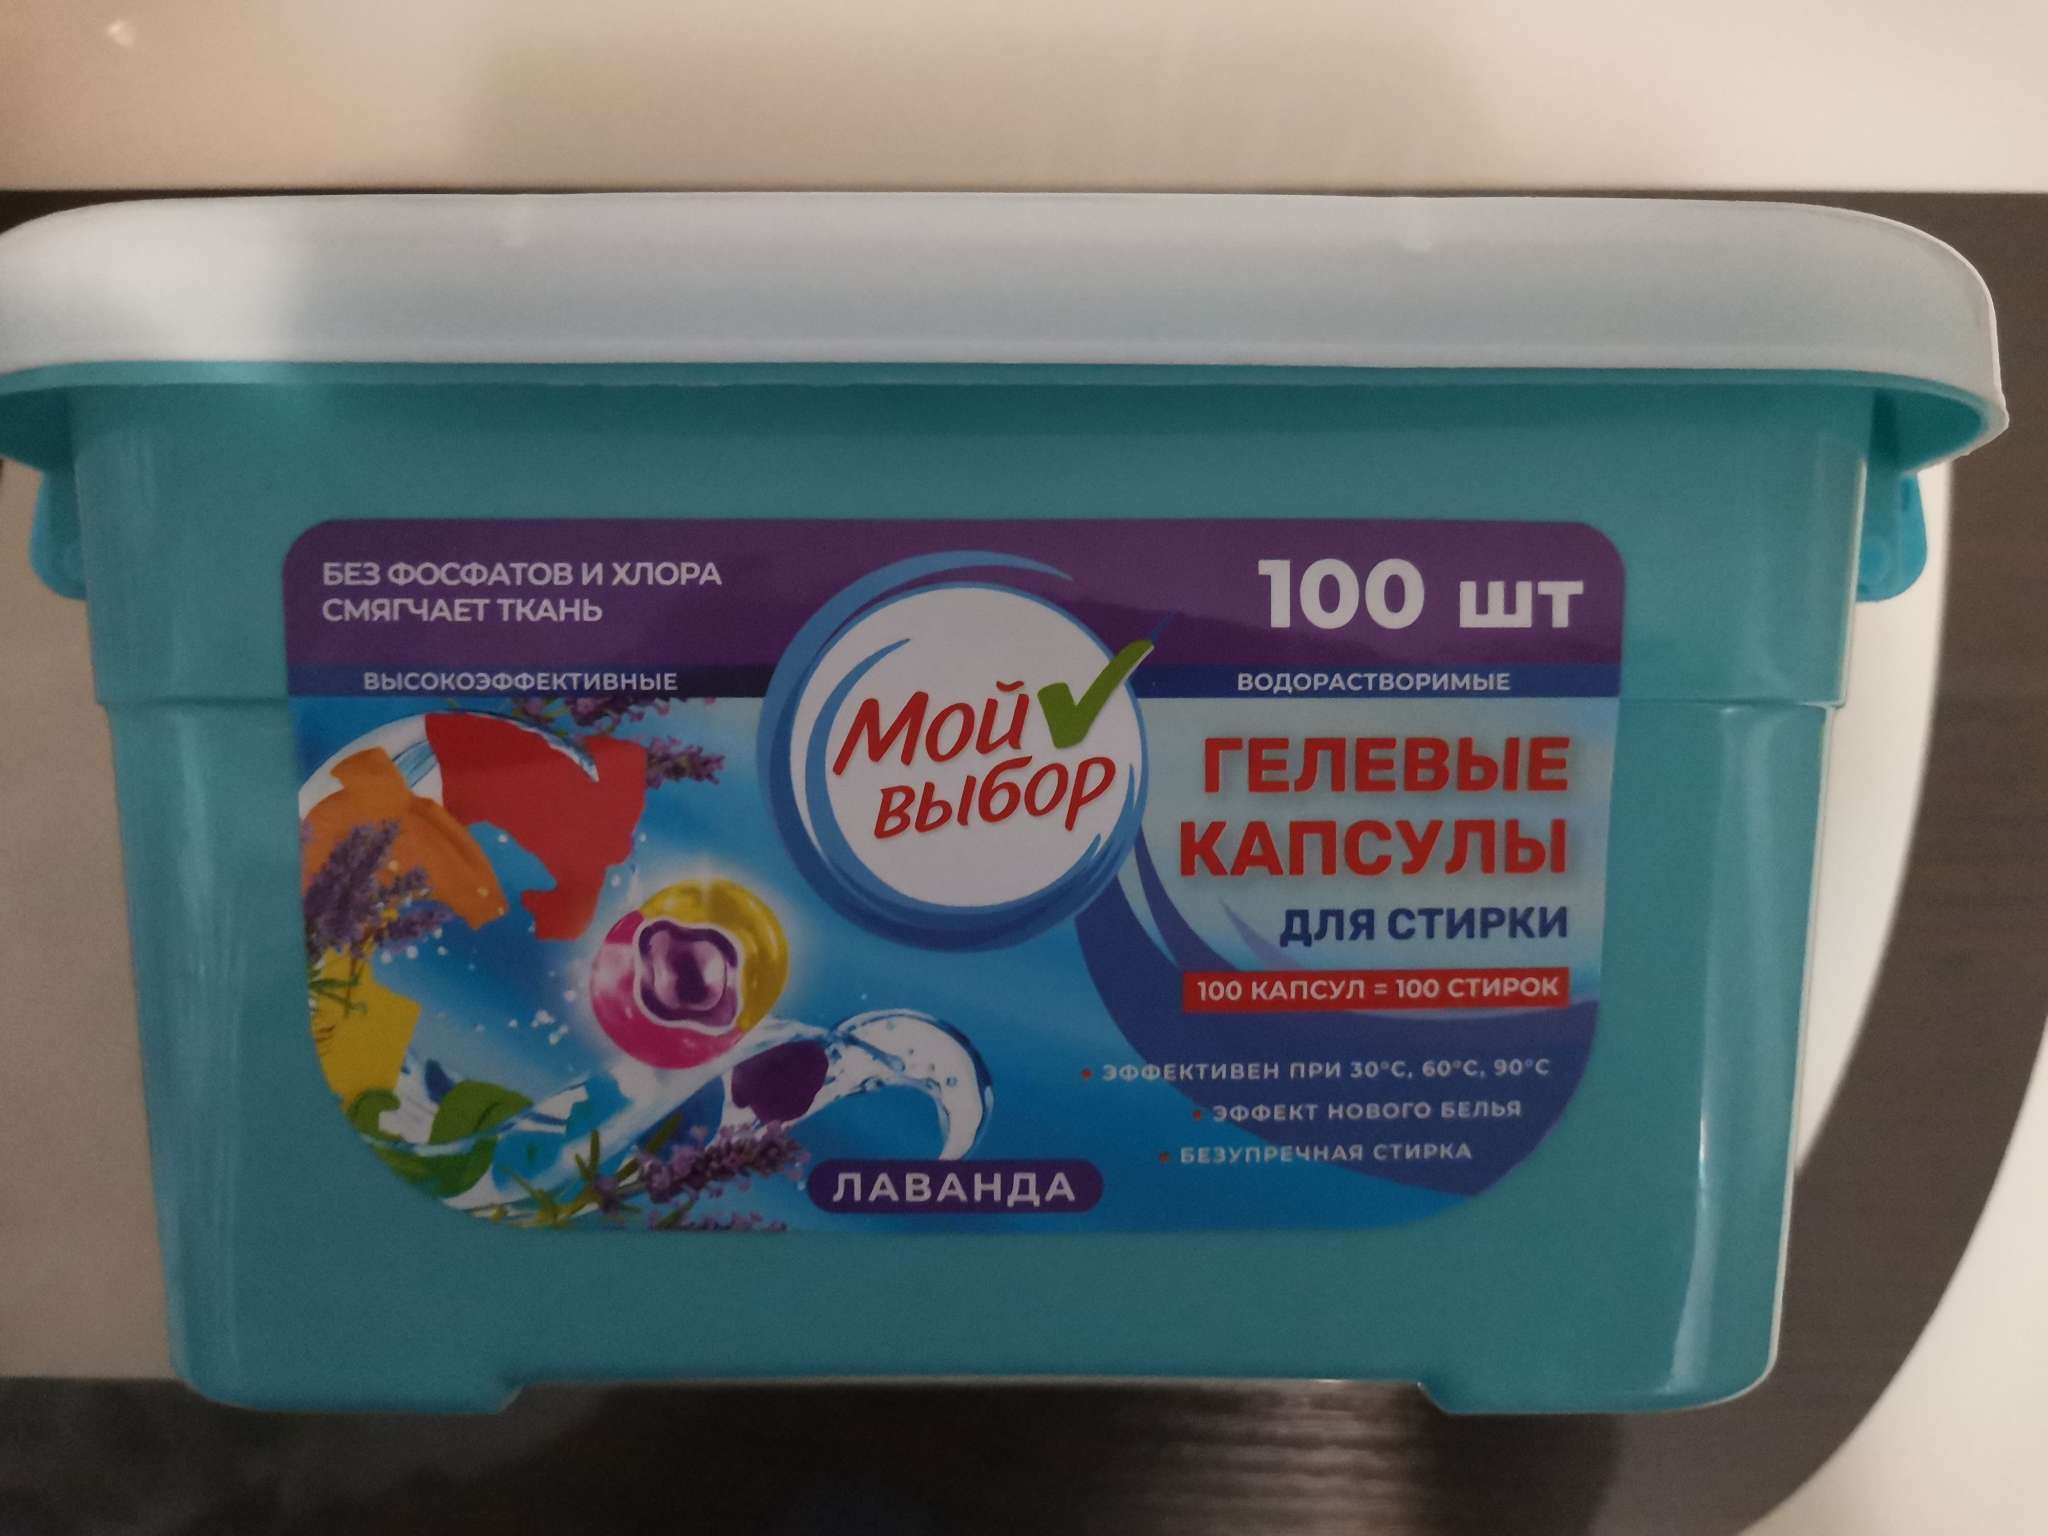 БЕЗ ФОСФАТОВ И ХЛОРА
СМЯГЧАЕТ ТКАНЬ
100 шт
ВЫСОКОЭФФЕКТИВНЫЕ
ВОДОРАСТВОРИМЫЕ
Мой
выбор
ГЕЛЕВЫЕ
КАПСУЛЫ
ДЛЯ СТИРКИ
100 КАПСУЛ = 100 СТИРОК
• ЭФФЕКТИВЕН ПРИ 30°С, 60°С, 90°С
• ЭФФЕКТ НОВОГО БЕЛЬЯ
• БЕЗУПРЕЧНАЯ СТИРКА
ЛАВАНДА